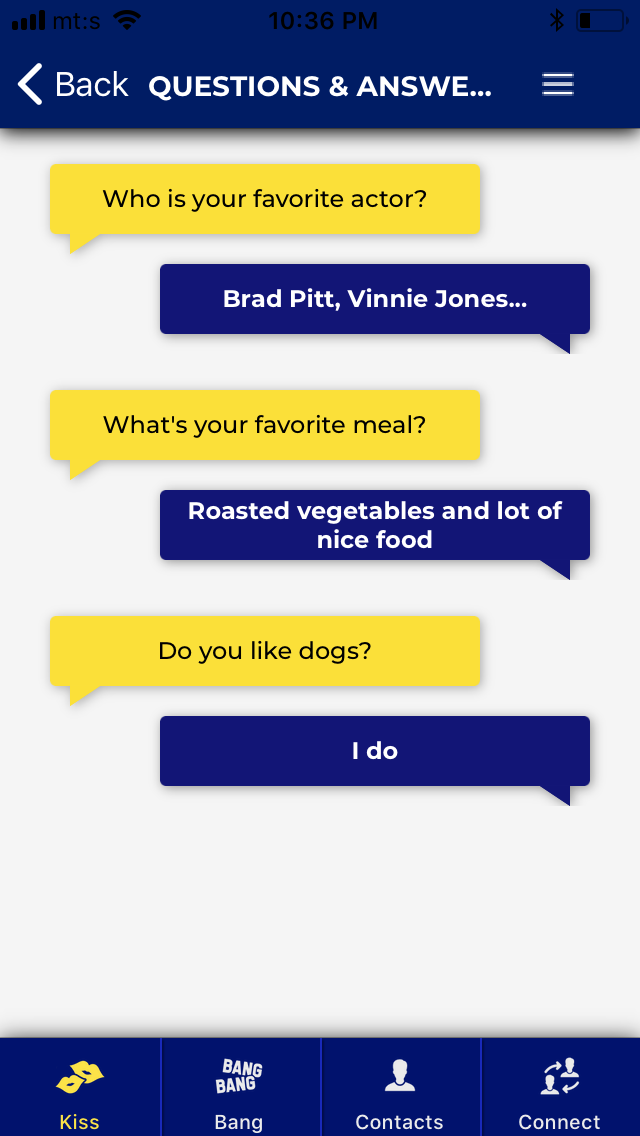 mt:s 10:36 PM
Back QUESTIONS & ANSWE...
Who is your favorite actor?
Brad Pitt, Vinnie Jones...
What's your favorite meal?
Roasted vegetables and lot of
nice food
Do you like dogs?
I do
BANG
BANG
Kiss Bang Contacts Connect